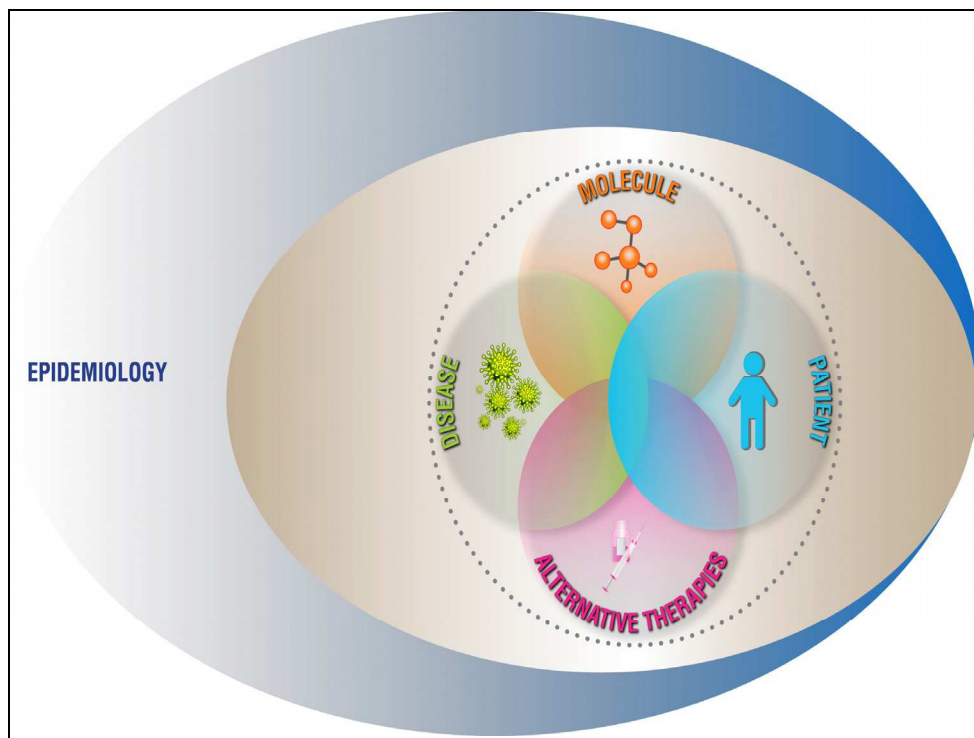 MOLECULE
EPIDEMIOLOGY
DISEASE
PATIENT
ALTERNATIVE THERAPIES